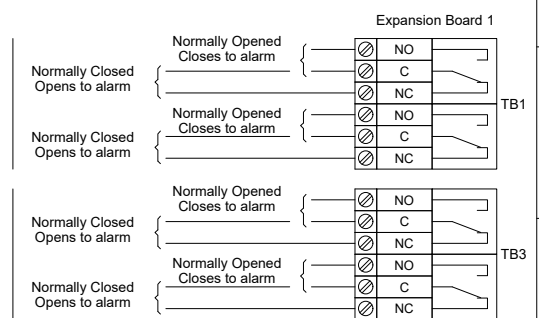 Expansion Board 1
Normally Opened
Closes to alarm
NO
Normally Closed
Opens to alarm
C
NC
TB1
Normally Opened
Closes to alarm
NO
Normally Closed
Opens to alarm
C
NC
Normally Opened
Closes to alarm
NO
Normally Closed
Opens to alarm
C
NC
TB3
Normally Opened
Closes to alarm
NO
Normally Closed
Opens to alarm
C
NC